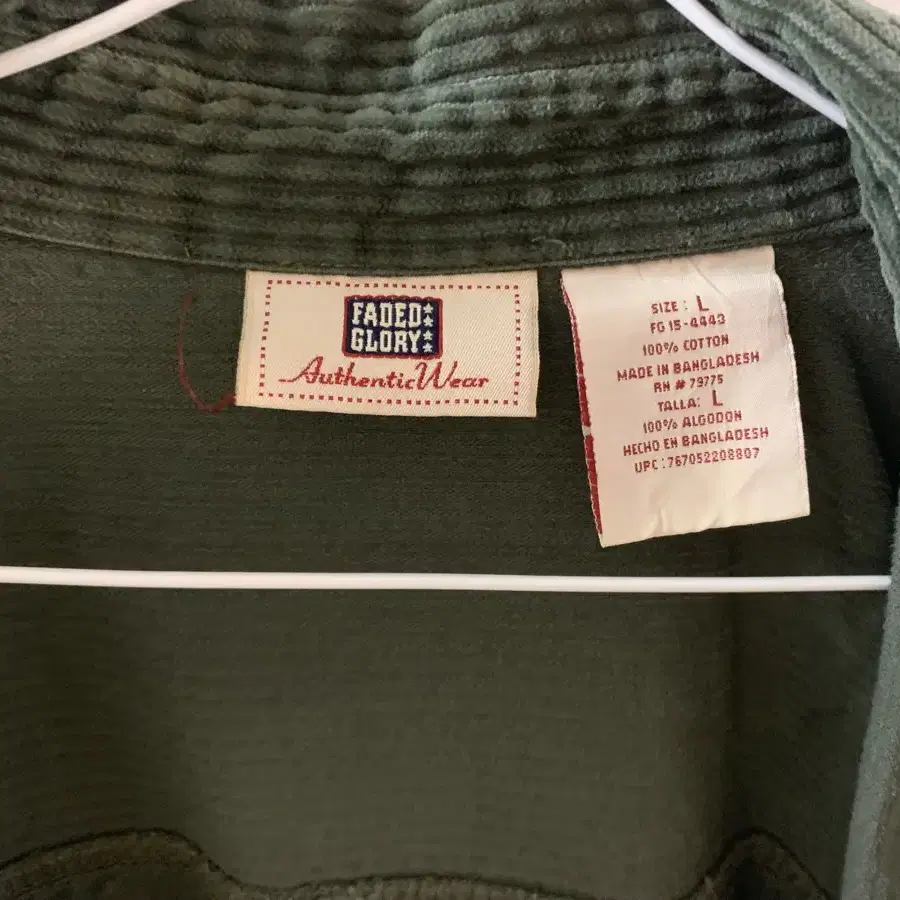 FADED
GLORY
Authentic Wear
SIZE : L
FG 15-4443
100% COTTON
MADE IN BANGLADESH
RN # 79775
TALLA: L
100% ALGODON
HECHO EN BANGLADESH
UPC : 767052208807